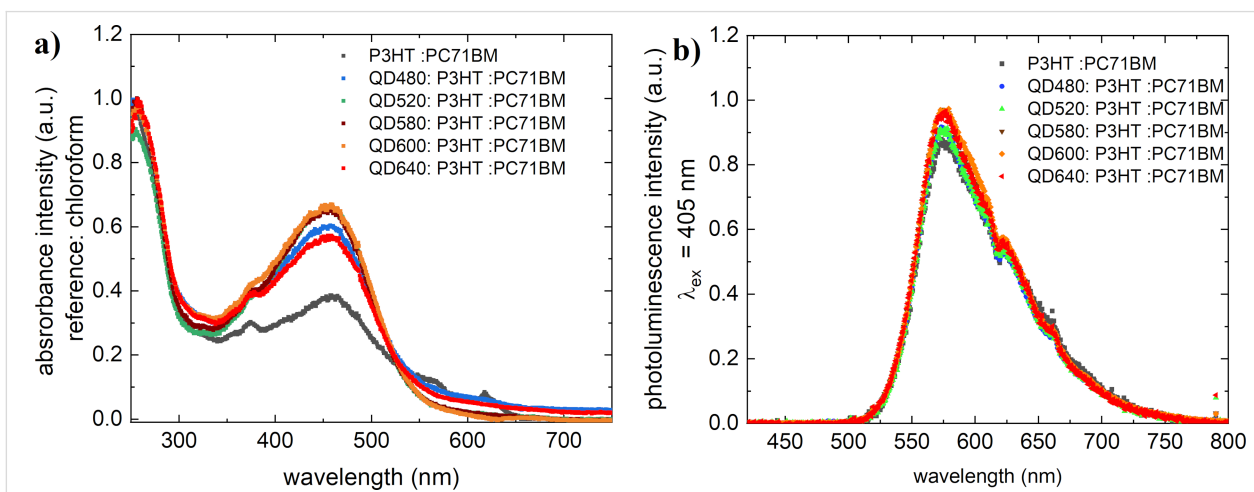 a)
absnorbance intensity (a.u.)
reference: chloroform
1.2
1.0
0.8
0.6
0.4
0.2
0.0
P3HT :PC71BM
QD480: P3HT :PC71BM
QD520: P3HT :PC71BM
QD580: P3HT :PC71BM
QD600: P3HT :PC71BM
QD640: P3HT :PC71BM
300 400 500 600 700
wavelength (nm)
b)
photoluminescence intensity (a.u.)
λex = 405 nm
1.2
1.0
0.8
0.6
0.4
0.2
0.0
P3HT :PC71BM
QD480: P3HT :PC71BM
QD520: P3HT :PC71BM
QD580: P3HT :PC71BM
QD600: P3HT :PC71BM
QD640: P3HT :PC71BM
450 500 550 600 650 700 750 800
wavelength (nm)